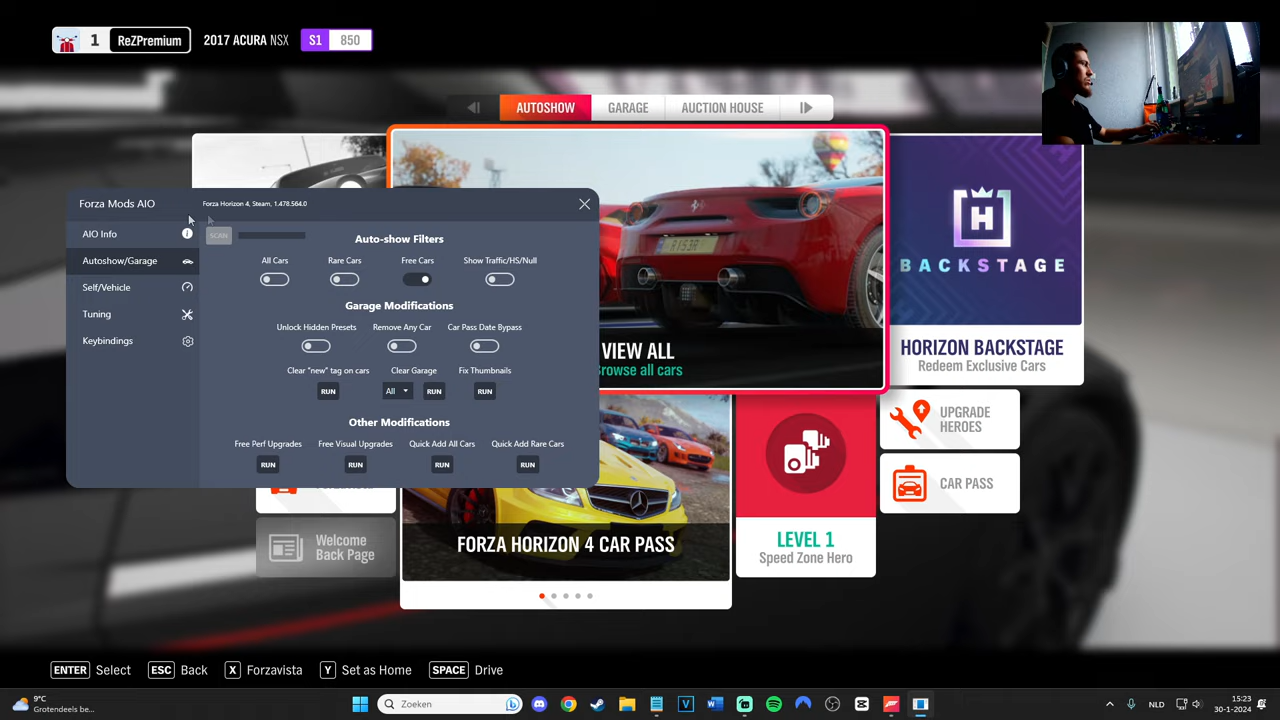 1 ReZPremium 2017 ACURA NSX S1 850
AUTOSHOW GARAGE AUCTION HOUSE
Forza Mods AIO
Forza Horizon 4, Steam, 1.478.564.0
AIO Info
Autoshow/Garage
Self/Vehicle
Tuning
Keybindings
SCAN
Auto-show Filters
All Cars Rare Cars Free Cars Show Traffic/HS/Null
Garage Modifications
Unlock Hidden Presets Remove Any Car Car Pass Date Bypass
Clear "new" tag on cars Clear Garage Fix Thumbnails
RUN All RUN RUN
Other Modifications
Free Perf Upgrades Free Visual Upgrades Quick Add All Cars Quick Add Rare Cars
RUN RUN RUN RUN
VIEW ALL
Browse all cars
H
BACKSTAGE
HORIZON BACKSTAGE
Redeem Exclusive Cars
UPGRADE
HEROES
CAR PASS
Welcome
Back Page
FORZA HORIZON 4 CAR PASS
LEVEL 1
Speed Zone Hero
ENTER Select ESC Back X Forzavista Y Set as Home SPACE Drive
9°C
Grotendeels be...
Zoeken
NLD
15:23
30-1-2024